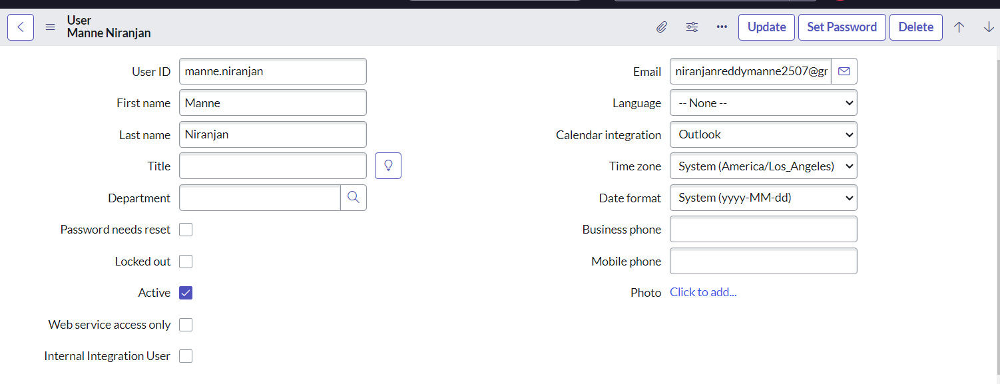 User
Manne Niranjan
Update
Set Password
Delete
User ID
manne.niranjan
First name
Manne
Last name
Niranjan
Title
Department
Password needs reset
Locked out
Active
Web service access only
Internal Integration User
Email
niranjanreddymanne2507@gr
Language
-- None --
Calendar integration
Outlook
Time zone
System (America/Los_Angeles)
Date format
System (yyyy-MM-dd)
Business phone
Mobile phone
Photo
Click to add...